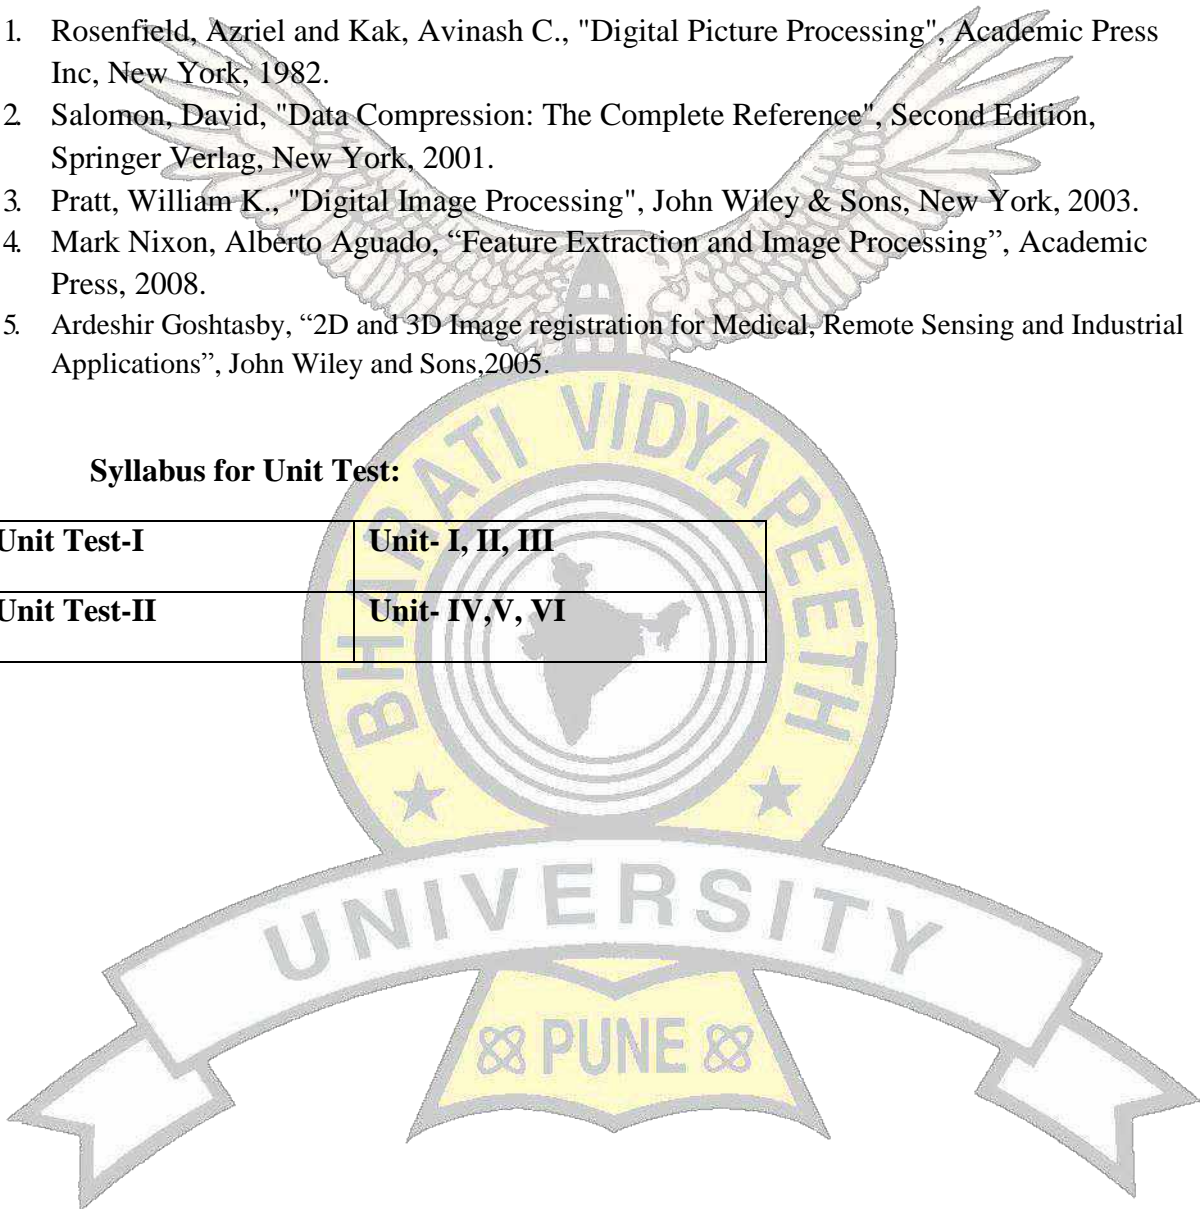 1. Rosenfield, Azriel and Kak, Avinash C., "Digital Picture Processing", Academic Press
Inc, New York, 1982.
2. Salomon, David, "Data Compression: The Complete Reference", Second Edition,
Springer Verlag, New York, 2001.
3. Pratt, William K., "Digital Image Processing", John Wiley & Sons, New York, 2003.
4. Mark Nixon, Alberto Aguado, “Feature Extraction and Image Processing”, Academic
Press, 2008.
5. Ardeshir Goshtasby, “2D and 3D Image registration for Medical, Remote Sensing and Industrial
Applications”, John Wiley and Sons,2005.
Syllabus for Unit Test:
Unit Test-I Unit- I, II, III
Unit Test-II Unit- IV,V, VI
BHARATI VIDYAPEETH
UNIVERSITY
PUNE